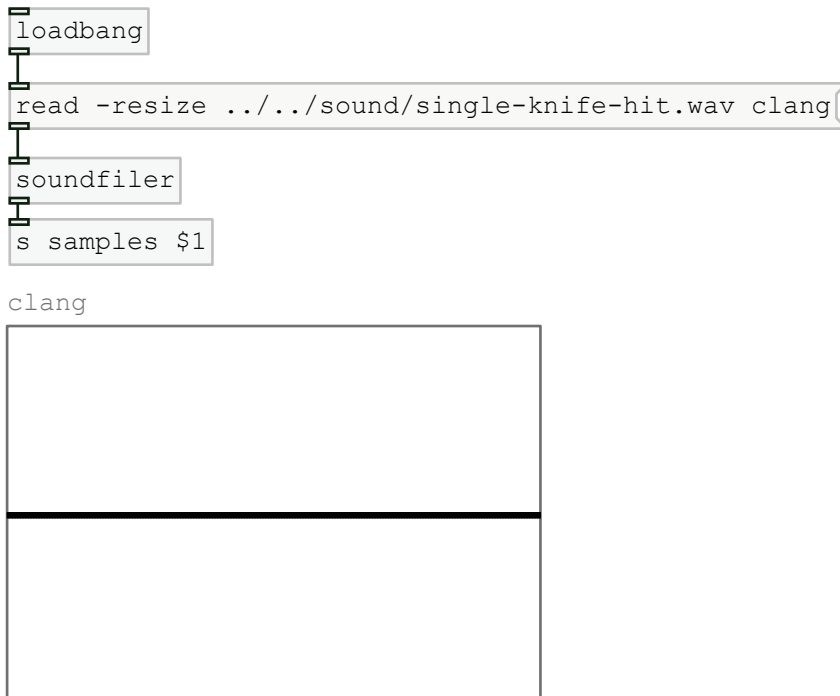 loadbang
read -resize ../../sound/single-knife-hit.wav clang
soundfiler
s samples $1
clang